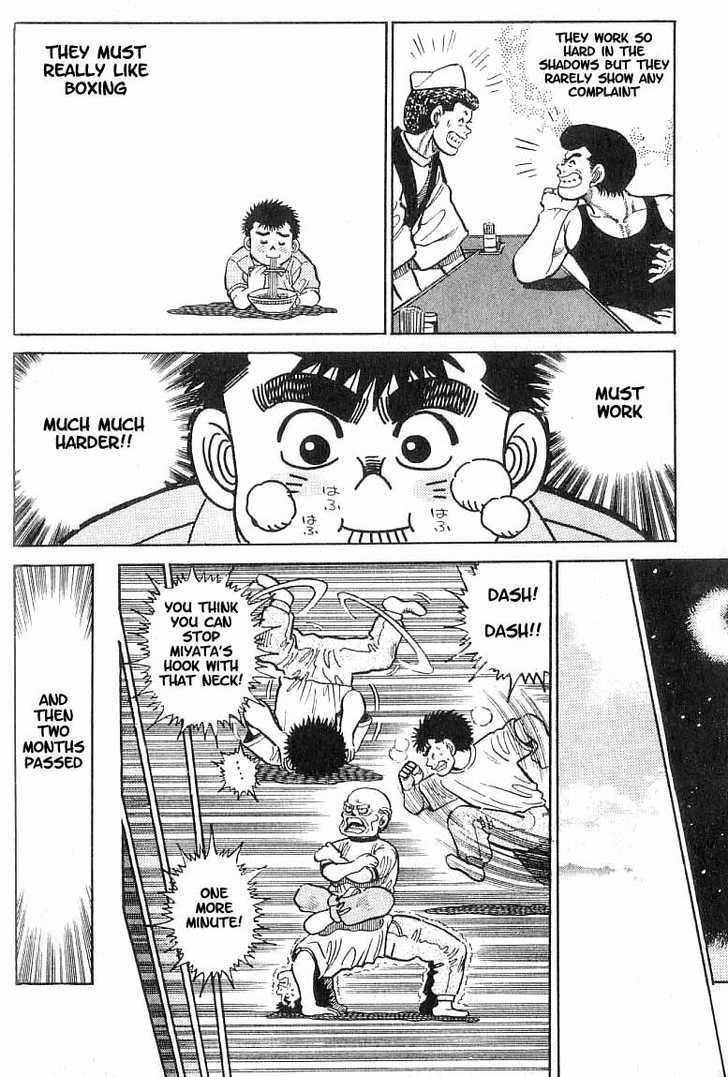 THEY WORK SO
HARD IN THE
SHADOWS BUT THEY
RARELY SHOW ANY
COMPLAINT
THEY MUST
REALLY LIKE
BOXING
MUST
WORK
MUCH MUCH
HARDER!!
はふ
はふ
はふ
DASH!
DASH!!
YOU THINK
YOU CAN
STOP
MIYATA'S
HOOK WITH
THAT NECK!
...
ONE
MORE
MINUTE!
AND
THEN
TWO
MONTHS
PASSED